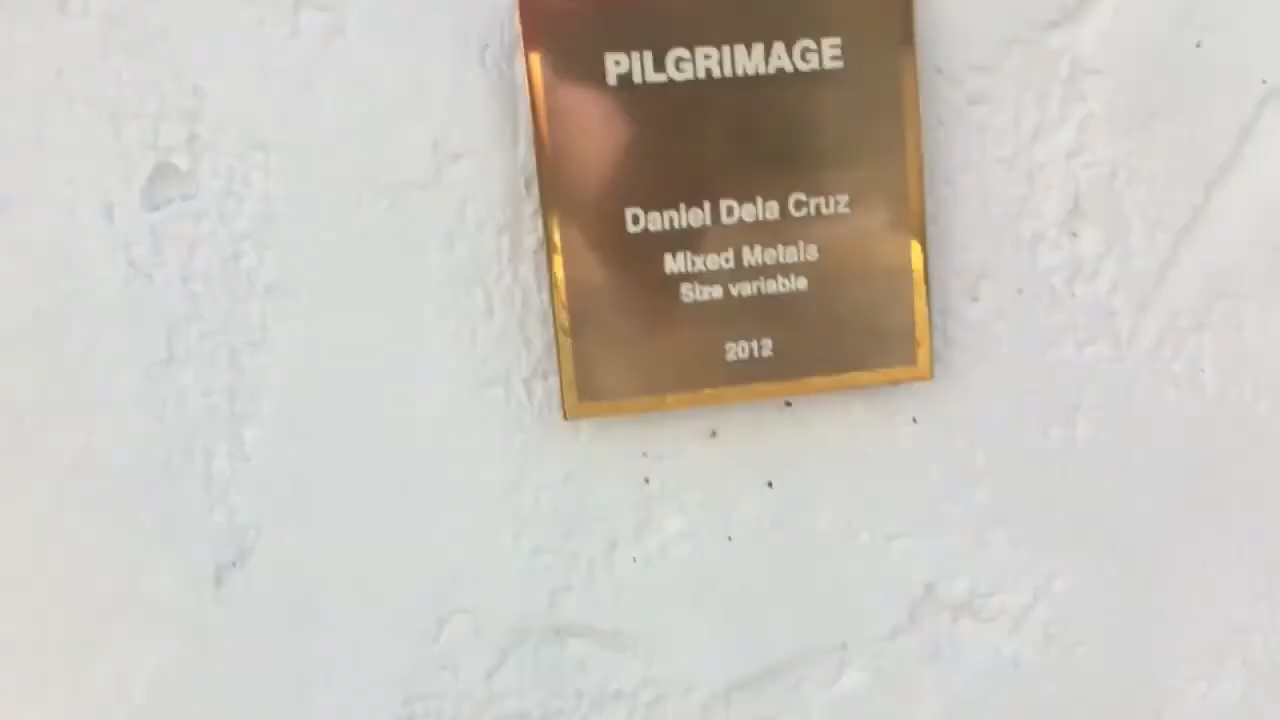 PILGRIMAGE
Daniel Dela Cruz
Mixed Metals
Size variable
2012